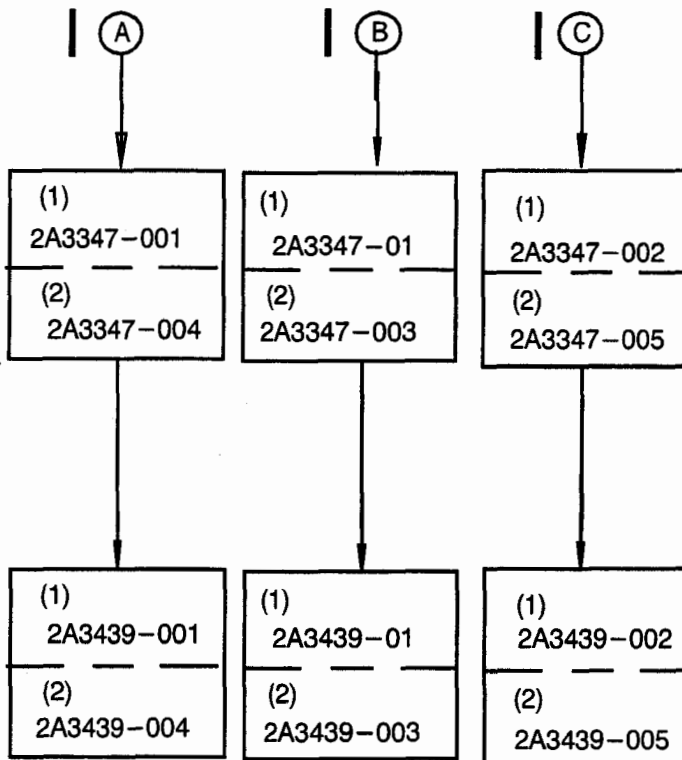 A
B
C
(1)
2A3347-001
(2)
2A3347-004
(1)
2A3347-01
(2)
2A3347-003
(1)
2A3347-002
(2)
2A3347-005
(1)
2A3439-001
(2)
2A3439-004
(1)
2A3439-01
(2)
2A3439-003
(1)
2A3439-002
(2)
2A3439-005